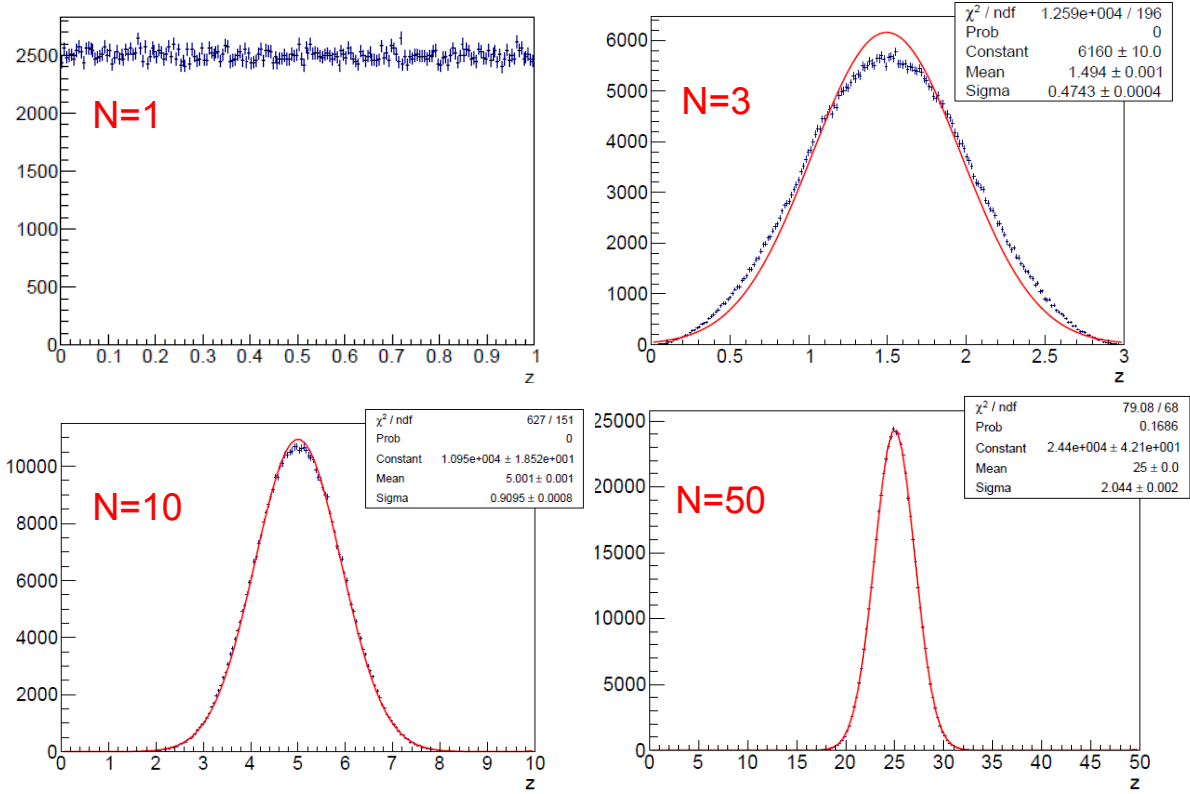 2500
2000
1500
1000
500
0
N=1
0 0.1 0.2 0.3 0.4 0.5 0.6 0.7 0.8 0.9 1
z
χ² / ndf 1.259e+004 / 196
Prob 0
Constant 6160 ± 10.0
Mean 1.494 ± 0.001
Sigma 0.4743 ± 0.0004
6000
5000
4000
3000
2000
1000
0
N=3
0 0.5 1 1.5 2 2.5 3
z
χ² / ndf 627 / 151
Prob 0
Constant 1.095e+004 ± 1.852e+001
Mean 5.001 ± 0.001
Sigma 0.9095 ± 0.0008
10000
8000
6000
4000
2000
0
N=10
0 1 2 3 4 5 6 7 8 9 10
z
χ² / ndf 79.08 / 68
Prob 0.1686
Constant 2.44e+004 ± 4.21e+001
Mean 25 ± 0.0
Sigma 2.044 ± 0.002
25000
20000
15000
10000
5000
0
N=50
0 5 10 15 20 25 30 35 40 45 50
z